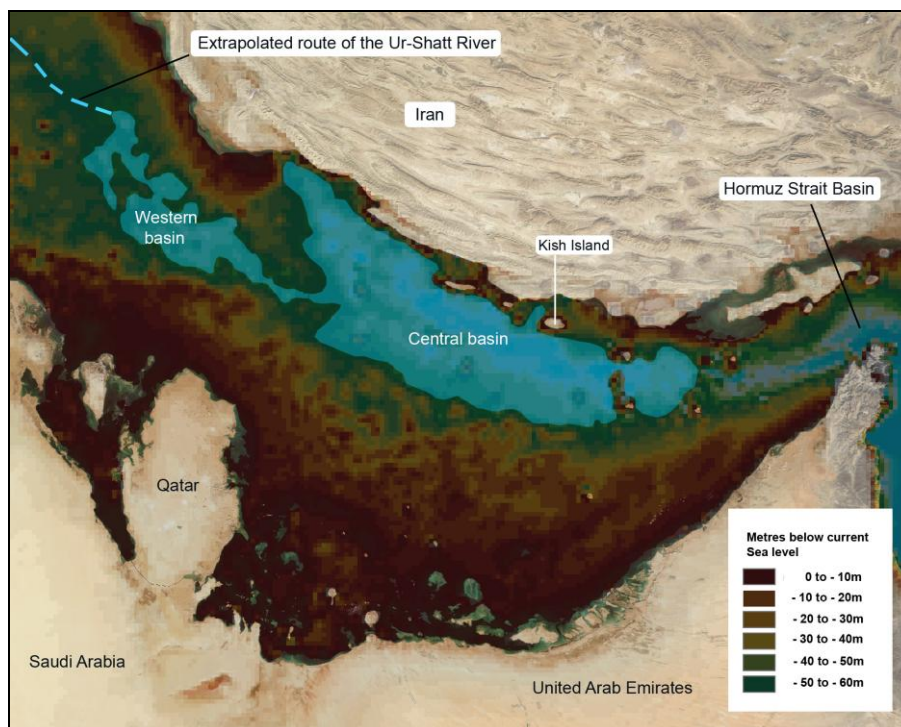 Extrapolated route of the Ur-Shatt River
Iran
Hormuz Strait Basin
Western
basin
Kish Island
Central basin
Qatar
Saudi Arabia
United Arab Emirates
Metres below current
Sea level
0 to - 10m
- 10 to - 20m
- 20 to - 30m
- 30 to - 40m
- 40 to - 50m
- 50 to - 60m